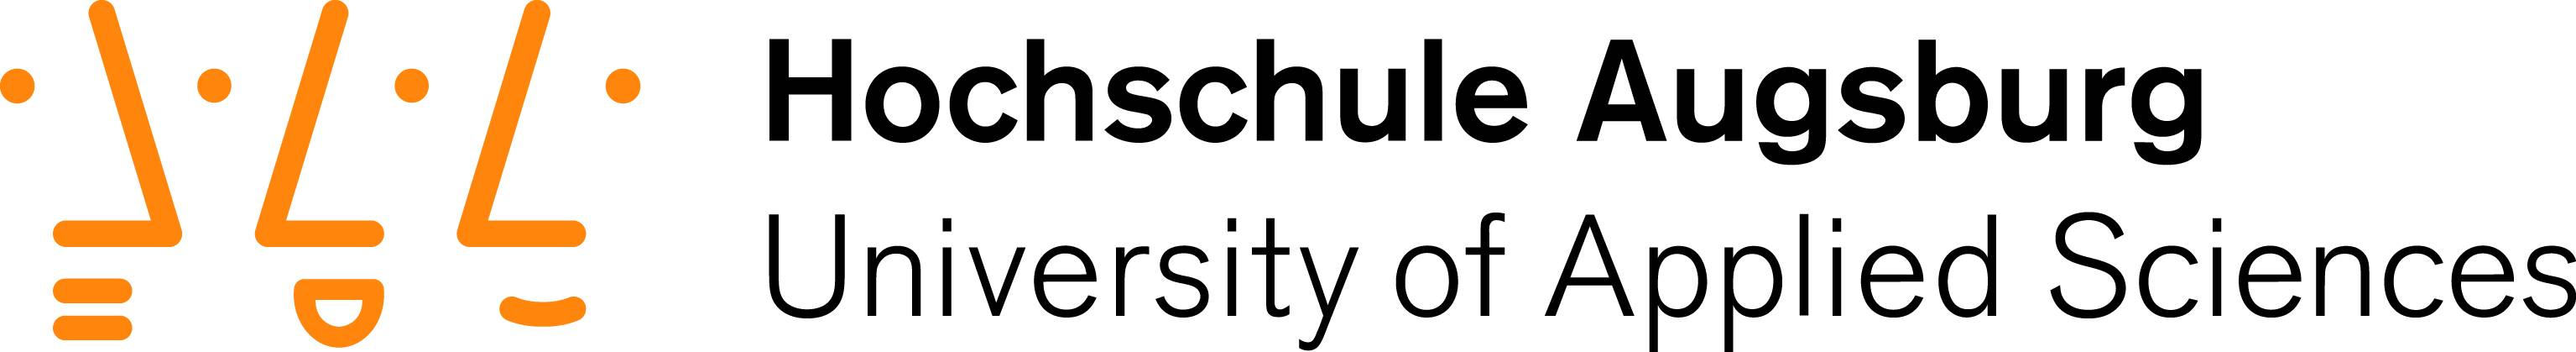 Hochschule Augsburg
University of Applied Sciences